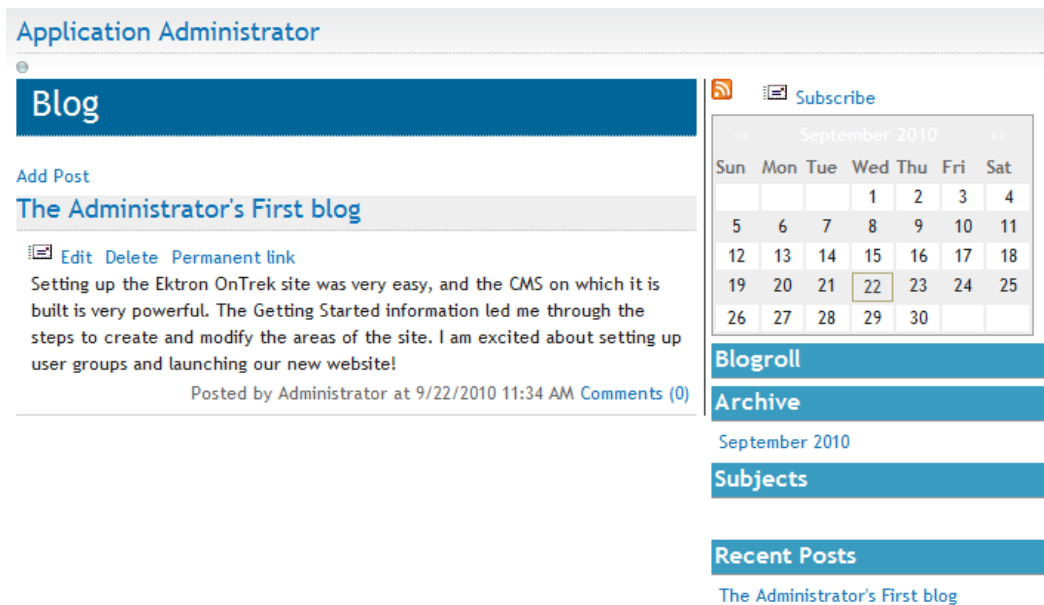 Application Administrator
Blog
Add Post
The Administrator's First blog
Edit Delete Permanent link
Setting up the Ektron OnTrek site was very easy, and the CMS on which it is
built is very powerful. The Getting Started information led me through the
steps to create and modify the areas of the site. I am excited about setting up
user groups and launching our new website!
Posted by Administrator at 9/22/2010 11:34 AM Comments (0)
Subscribe
<< September 2010 >>
Sun Mon Tue Wed Thu Fri Sat
1 2 3 4
5 6 7 8 9 10 11
12 13 14 15 16 17 18
19 20 21 22 23 24 25
26 27 28 29 30
Blogroll
Archive
September 2010
Subjects
Recent Posts
The Administrator's First blog